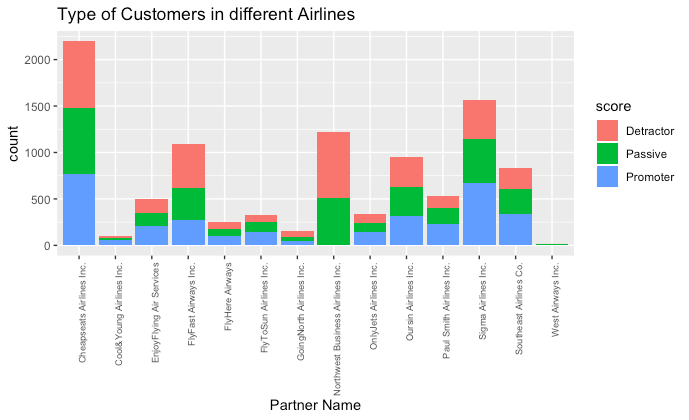 Type of Customers in different Airlines
2000
1500
1000
500
0
count
Cheapseats Airlines Inc.
Cool&Young Airlines Inc.
EnjoyFlying Air Services
FlyFast Airways Inc.
FlyHere Airways
FlyToSun Airlines Inc.
GoingNorth Airlines Inc.
Northwest Business Airlines Inc.
OnlyJets Airlines Inc.
Oursin Airlines Inc.
Paul Smith Airlines Inc.
Sigma Airlines Inc.
Southeast Airlines Co.
West Airways Inc.
Partner Name
score
Detractor
Passive
Promoter